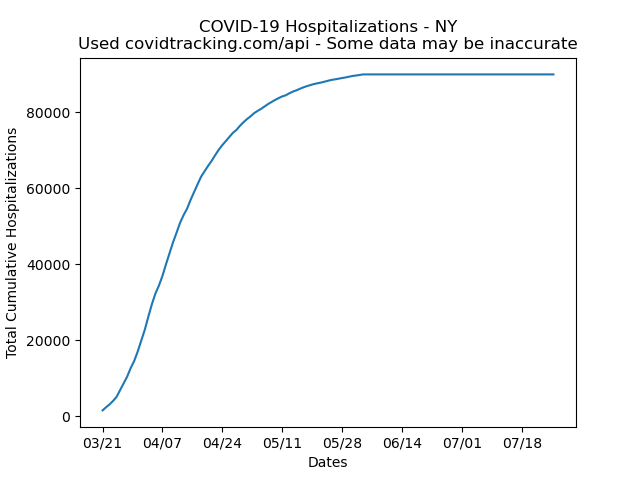 COVID-19 Hospitalizations - NY
Used covidtracking.com/api - Some data may be inaccurate
Total Cumulative Hospitalizations
80000
60000
40000
20000
0
03/21 04/07 04/24 05/11 05/28 06/14 07/01 07/18
Dates